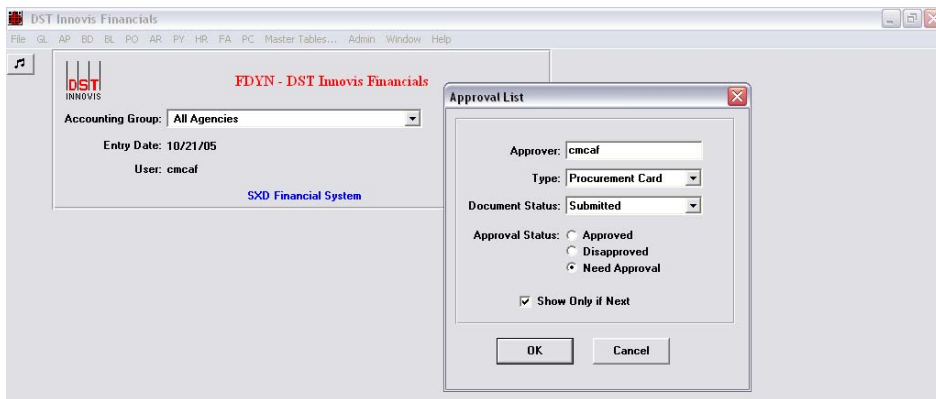 DST Innovis Financials
File GL AP BD BL PO AR PY HR FA PC Master Tables... Admin Window Help
DST
INNOVIS
FDYN - DST Innovis Financials
Accounting Group: All Agencies
Entry Date: 10/21/05
User: cmcaf
SXD Financial System
Approval List
Approver: cmcaf
Type: Procurement Card
Document Status: Submitted
Approval Status: Approved
Disapproved
Need Approval
Show Only if Next
OK Cancel